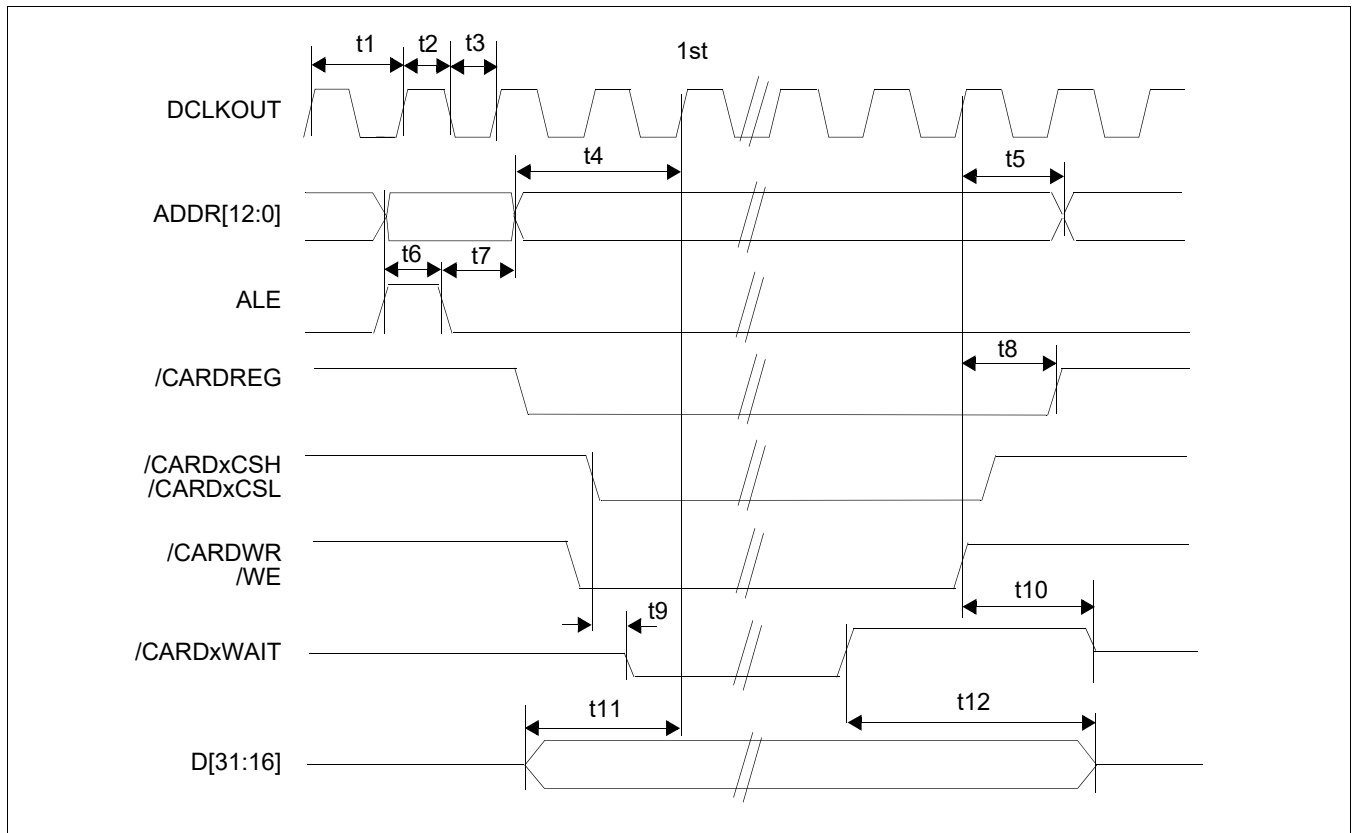 t1
t2
t3
1st
DCLKOUT
t4
t5
ADDR[12:0]
t6
t7
ALE
t8
/CARDREG
/CARDxCSH
/CARDxCSL
/CARDWR
/WE
t10
t9
/CARDxWAIT
t11
t12
D[31:16]